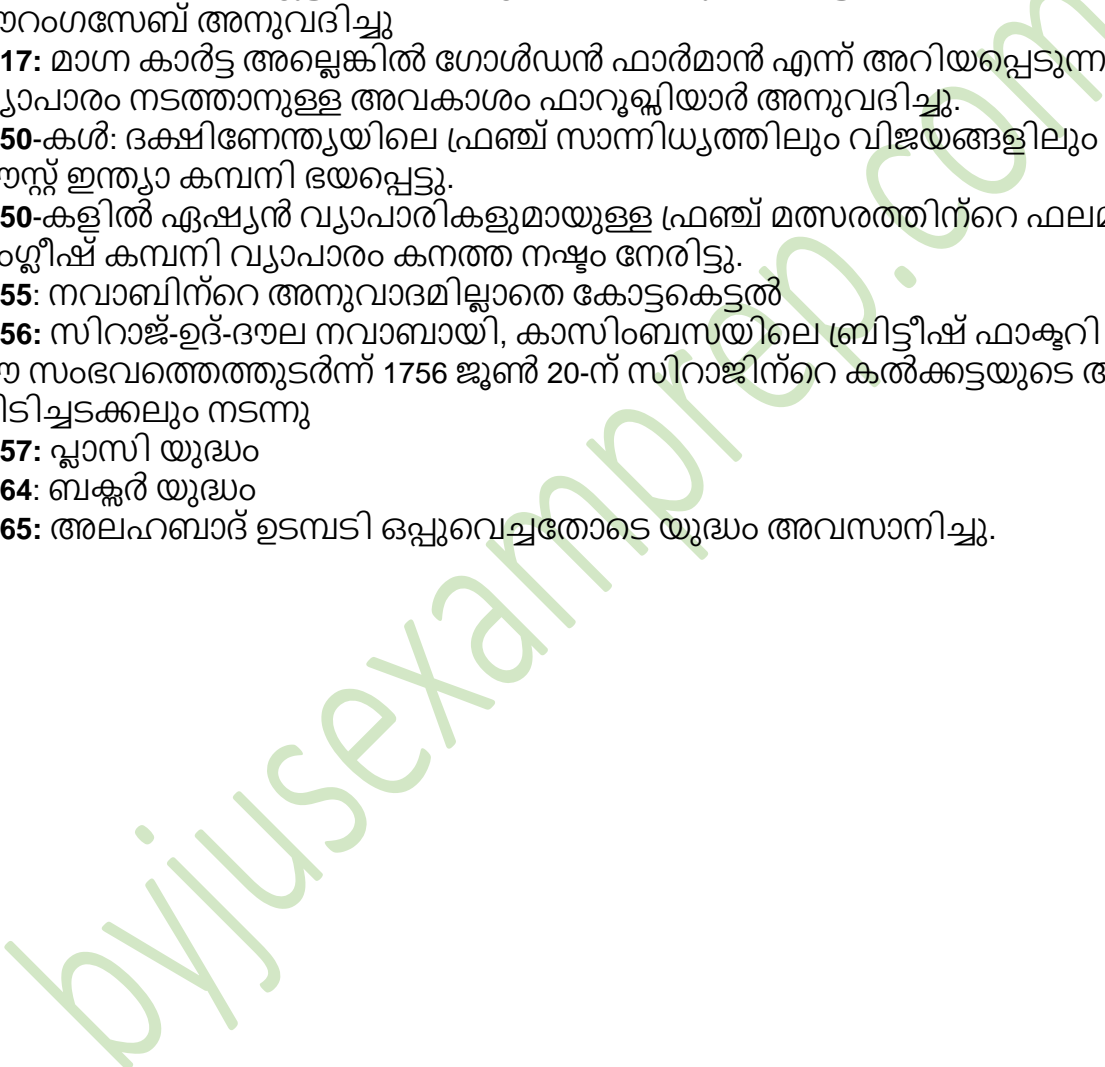 ഔറംഗസേബ് അനുവദിച്ചു
17: മാഗ്ന കാർട്ട അല്ലെങ്കിൽ ഗോൾഡൻ ഫാർമാൻ എന്ന് അറിയപ്പെടുന്ന
വ്യാപാരം നടത്താനുള്ള അവകാശം ഫാറൂഖ്സിയാർ അനുവദിച്ചു.
50-കൾ: ദക്ഷിണേന്ത്യയിലെ ഫ്രഞ്ച് സാന്നിധ്യത്തിലും വിജയങ്ങളിലും
ഈസ്റ്റ് ഇന്ത്യാ കമ്പനി ഭയപ്പെട്ടു.
50-കളിൽ ഏഷ്യൻ വ്യാപാരികളുമായുള്ള ഫ്രഞ്ച് മത്സരത്തിന്റെ
ഇംഗ്ലീഷ് കമ്പനി വ്യാപാരം കനത്ത നഷ്ടം നേരിട്ടു.
55: നവാബിന്റെ അനുവാദമില്ലാതെ കോട്ടകെട്ടൽ
56: സിറാജ്-ഉദ്-ദൗല നവാബായി, കാസിംബസയിലെ ബ്രിട്ടീഷ് ഫാക്ടറി
ഈ സംഭവത്തെത്തുടർന്ന് 1756 ജൂൺ 20-ന് സിറാജിന്റെ കൽക്കട്ടയുടെ
പിടിച്ചടക്കലും നടന്നു
57: പ്ലാസി യുദ്ധം
64: ബക്സർ യുദ്ധം
65: അലഹബാദ് ഉടമ്പടി ഒപ്പുവെച്ചതോടെ യുദ്ധം അവസാനിച്ചു.
byjusexamprep.com